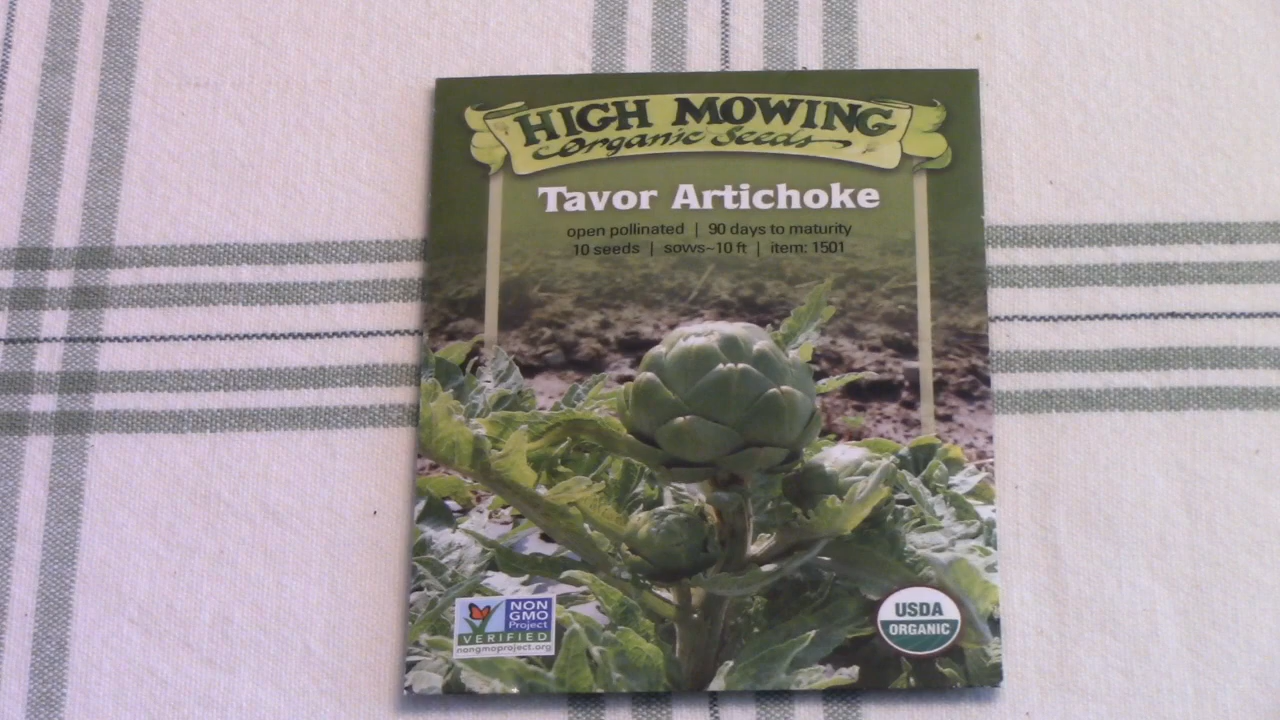 HIGH MOWING
Organic Seeds
Tavor Artichoke
open pollinated | 90 days to maturity
10 seeds | sows~10 ft | item: 1501
NON
GMO
Project
VERIFIED
nongmoproject.org
USDA
ORGANIC